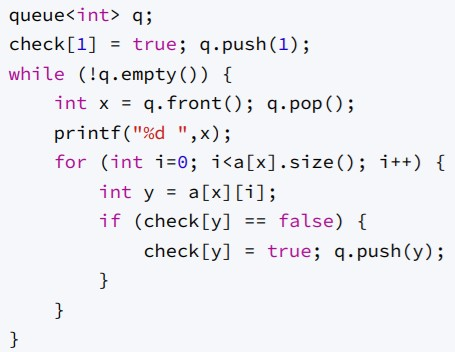 queue<int> q;
check[1] = true; q.push(1);
while (!q.empty()) {
    int x = q.front(); q.pop();
    printf("%d ",x);
    for (int i=0; i<a[x].size(); i++) {
        int y = a[x][i];
        if (check[y] == false) {
            check[y] = true; q.push(y);
        }
    }
}